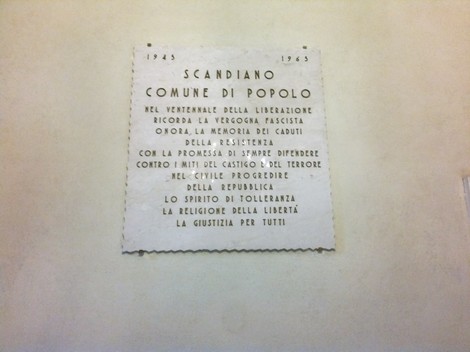 1945 1965
SCANDIANO
COMUNE DI POPOLO
NEL VENTENNALE DELLA LIBERAZIONE
RICORDA LA VERGOGNA FASCISTA
ONORA LA MEMORIA DEI CADUTI
DELLA RESISTENZA
CON LA PROMESSA DI SEMPRE DIFENDERE
CONTRO I MITI DEL CASTIGO E DEL TERRORE
NEL CIVILE PROGREDIRE
DELLA REPUBBLICA
LO SPIRITO DI TOLLERANZA
LA RELIGIONE DELLA LIBERTÀ
LA GIUSTIZIA PER TUTTI